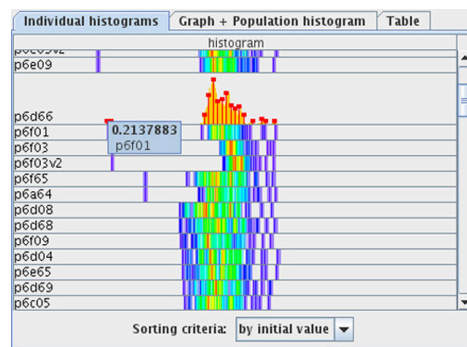 Individual histograms Graph + Population histogram Table
histogram
p6e09
p6d66
0.2137883
p6f01
p6f01
p6f03
p6f03v2
p6f65
p6a64
p6d08
p6d68
p6f09
p6d04
p6e65
p6d69
p6c05
Sorting criteria: by initial value